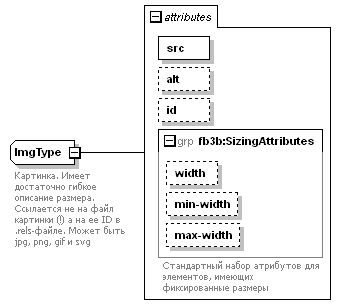 attributes
src
alt
id
ImgType
Картинка. Имеет
достаточно гибкое
описание размера.
Ссылается не на файл
картинки (!) а на ее ID в
.rels-файле. Может быть
jpg, png, gif и svg
grp fb3b:SizingAttributes
width
min-width
max-width
Стандартный набор атрибутов для
элементов, имеющих
фиксированные размеры